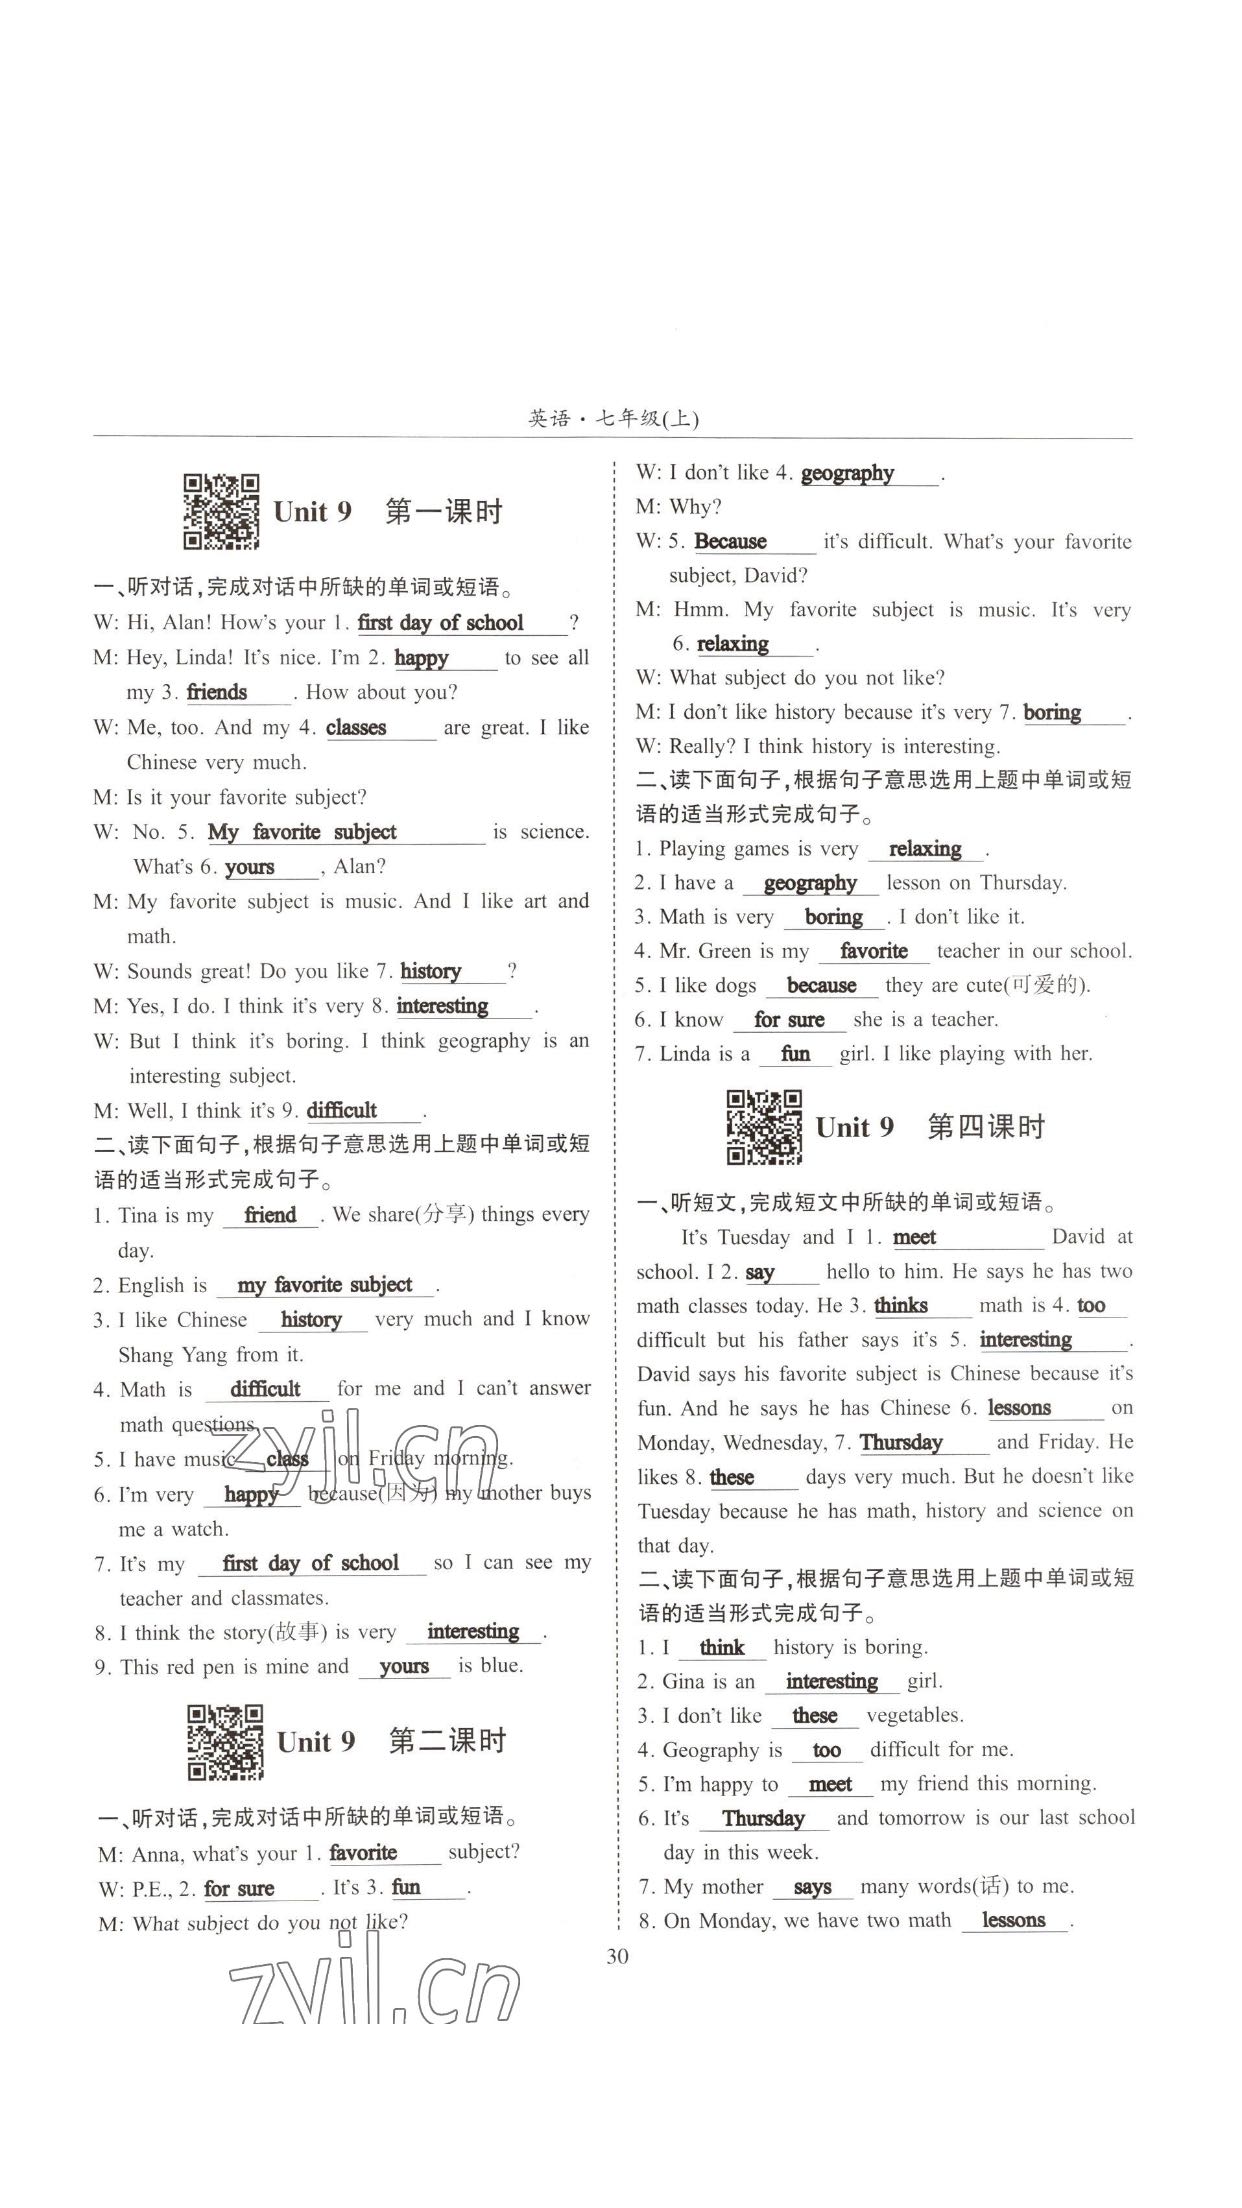 英语·七年级(上)
Unit 9 第一课时
一、听对话,完成对话中所缺的单词或短语。
W: Hi, Alan! How's your 1. first day of school ?
M: Hey, Linda! It's nice. I'm 2. happy to see all
my 3. friends . How about you?
W: Me, too. And my 4. classes are great. I like
Chinese very much.
M: Is it your favorite subject?
W: No. 5. My favorite subject is science.
What's 6. yours , Alan?
M: My favorite subject is music. And I like art and
math.
W: Sounds great! Do you like 7. history ?
M: Yes, I do. I think it's very 8. interesting .
W: But I think it's boring. I think geography is an
interesting subject.
M: Well, I think it's 9. difficult .
二、读下面句子,根据句子意思选用上题中单词或短
语的适当形式完成句子。
1. Tina is my friend . We share(分享) things every
day.
2. English is my favorite subject .
3. I like Chinese history very much and I know
Shang Yang from it.
4. Math is difficult for me and I can't answer
math questions.
5. I have music class on Friday morning.
6. I'm very happy because(因为) my mother buys
me a watch.
7. It's my first day of school so I can see my
teacher and classmates.
8. I think the story(故事) is very interesting .
9. This red pen is mine and yours is blue.
Unit 9 第二课时
一、听对话,完成对话中所缺的单词或短语。
M: Anna, what's your 1. favorite subject?
W: P.E., 2. for sure . It's 3. fun .
M: What subject do you not like?
W: I don't like 4. geography .
M: Why?
W: 5. Because it's difficult. What's your favorite
subject, David?
M: Hmm. My favorite subject is music. It's very
6. relaxing .
W: What subject do you not like?
M: I don't like history because it's very 7. boring .
W: Really? I think history is interesting.
二、读下面句子,根据句子意思选用上题中单词或短
语的适当形式完成句子。
1. Playing games is very relaxing .
2. I have a geography lesson on Thursday.
3. Math is very boring . I don't like it.
4. Mr. Green is my favorite teacher in our school.
5. I like dogs because they are cute(可爱的).
6. I know for sure she is a teacher.
7. Linda is a fun girl. I like playing with her.
Unit 9 第四课时
一、听短文,完成短文中所缺的单词或短语。
It's Tuesday and I 1. meet David at
school. I 2. say hello to him. He says he has two
math classes today. He 3. thinks math is 4. too
difficult but his father says it's 5. interesting .
David says his favorite subject is Chinese because it's
fun. And he says he has Chinese 6. lessons on
Monday, Wednesday, 7. Thursday and Friday. He
likes 8. these days very much. But he doesn't like
Tuesday because he has math, history and science on
that day.
二、读下面句子,根据句子意思选用上题中单词或短
语的适当形式完成句子。
1. I think history is boring.
2. Gina is an interesting girl.
3. I don't like these vegetables.
4. Geography is too difficult for me.
5. I'm happy to meet my friend this morning.
6. It's Thursday and tomorrow is our last school
day in this week.
7. My mother says many words(话) to me.
8. On Monday, we have two math lessons .
30
zyjl.cn
zyjl.cn